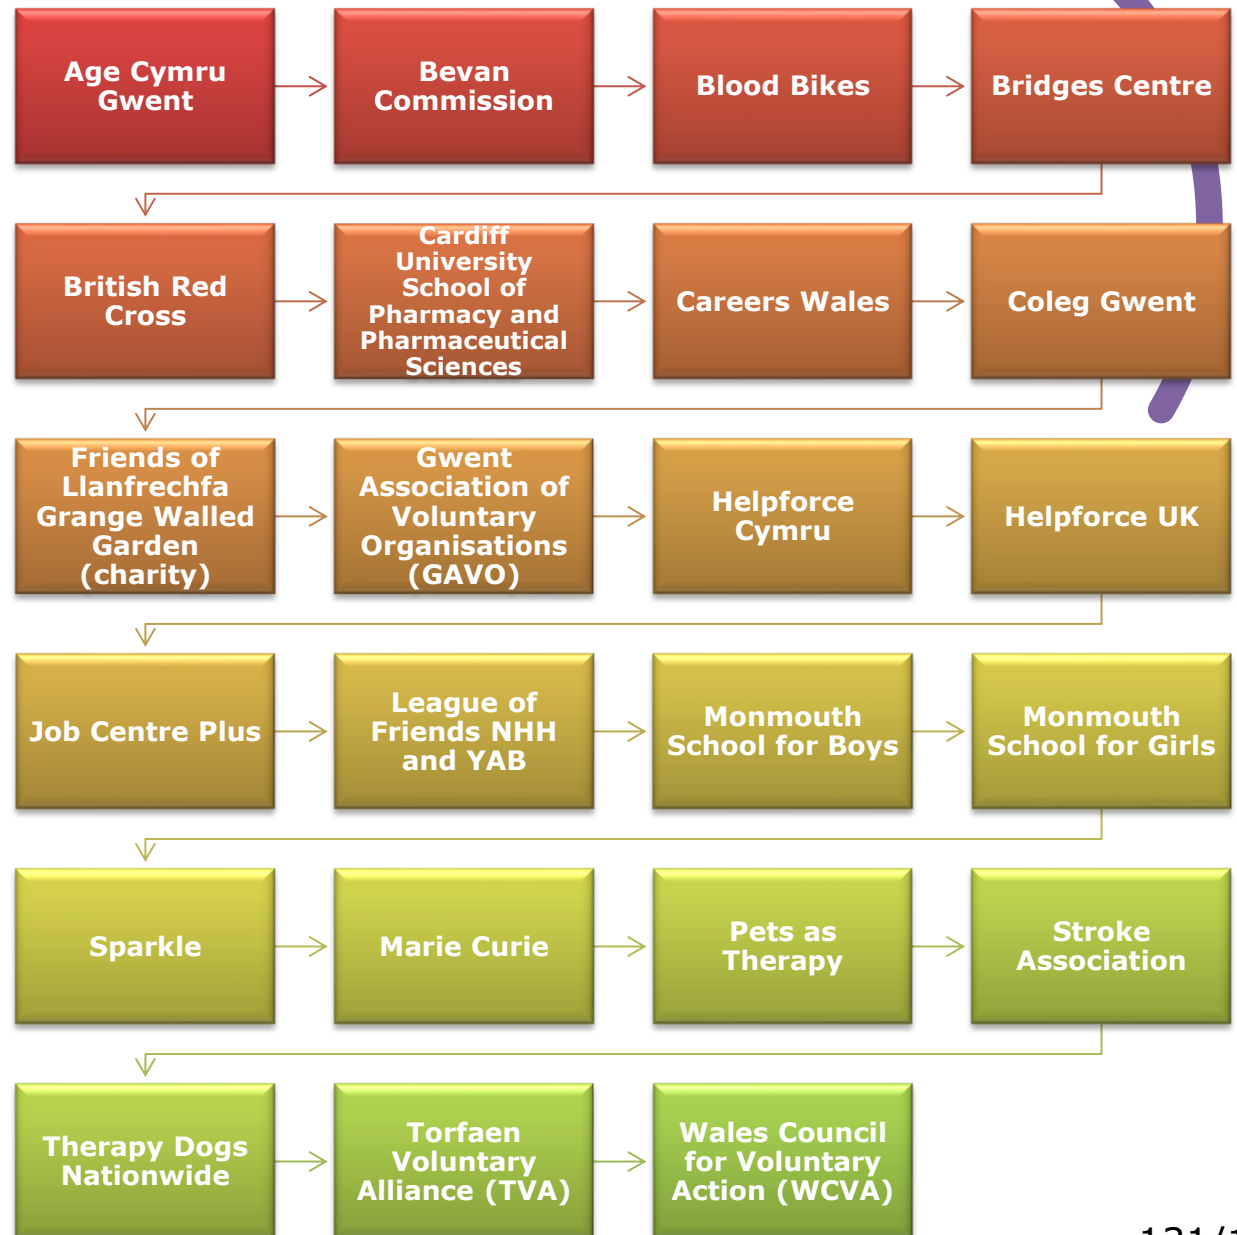 Age Cymru
Gwent
Bevan
Commission
Blood Bikes
Bridges Centre
British Red
Cross
Cardiff
University
School of
Pharmacy and
Pharmaceutical
Sciences
Careers Wales
Coleg Gwent
Friends of
Llanfrechfa
Grange Walled
Garden
(charity)
Gwent
Association of
Voluntary
Organisations
(GAVO)
Helpforce
Cymru
Helpforce UK
Job Centre Plus
League of
Friends NHH
and YAB
Monmouth
School for Boys
Monmouth
School for Girls
Sparkle
Marie Curie
Pets as
Therapy
Stroke
Association
Therapy Dogs
Nationwide
Torfaen
Voluntary
Alliance (TVA)
Wales Council
for Voluntary
Action (WCVA)